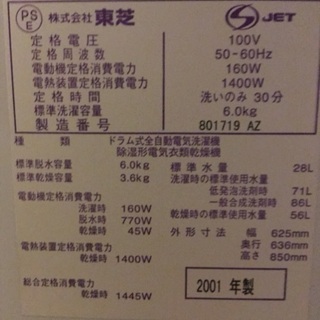 PS E 株式会社 東芝 S JET
定格電圧 100V
定格周波数 50-60Hz
電動機定格消費電力 160W
電熱装置定格消費電力 1400W
定格時間 洗いのみ 30分
標準洗濯容量 6.0kg
製造番号 801719 AZ
種類 ドラム式全自動電気洗濯機
除湿形電気衣類乾燥機
標準脱水容量 6.0kg
標準乾燥容量 3.6kg
電動機定格消費電力
洗濯時 160W
脱水時 770W
乾燥時 45W
電熱装置定格消費電力
乾燥時 1400W
総合定格消費電力
乾燥時 1445W
標準水量 28L
洗濯時の標準使用水量
低発泡洗剤時 71L
一般合成洗剤時 86L
乾燥時の標準使用水量 56L
外形寸法 幅 625mm
奥行 636mm
高さ 850mm
2001年製